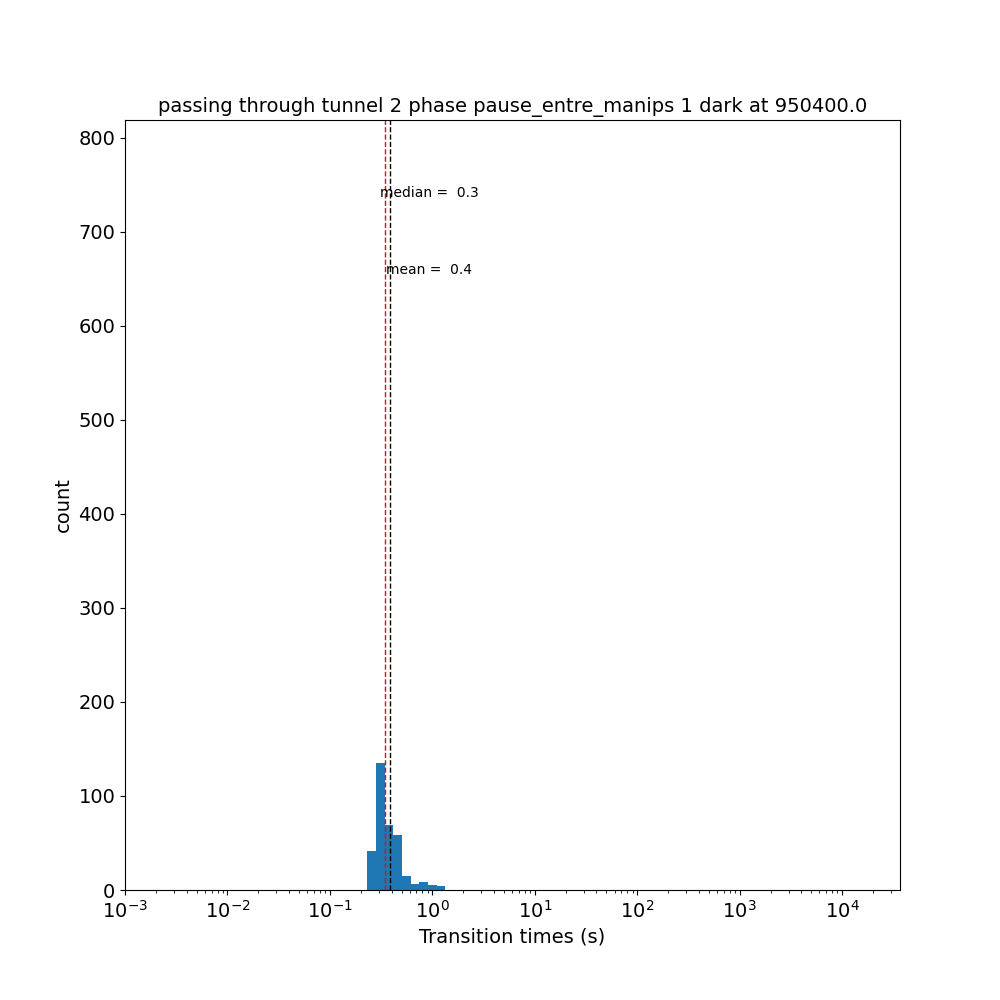 passing through tunnel 2 phase pause_entre_manips 1 dark at 950400.0
800
median =  0.3
700
mean =  0.4
600
500
count
400
300
200
100
0
10⁻³ 10⁻² 10⁻¹ 10⁰ 10¹ 10² 10³ 10⁴
Transition times (s)